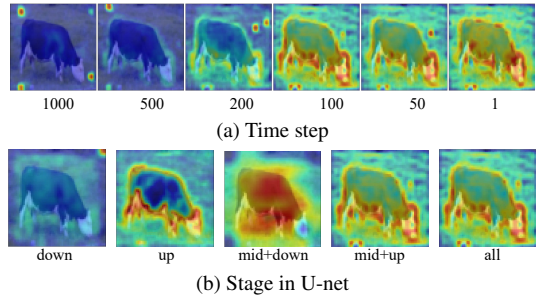 1000 500 200 100 50 1
(a) Time step
down up mid+down mid+up all
(b) Stage in U-net